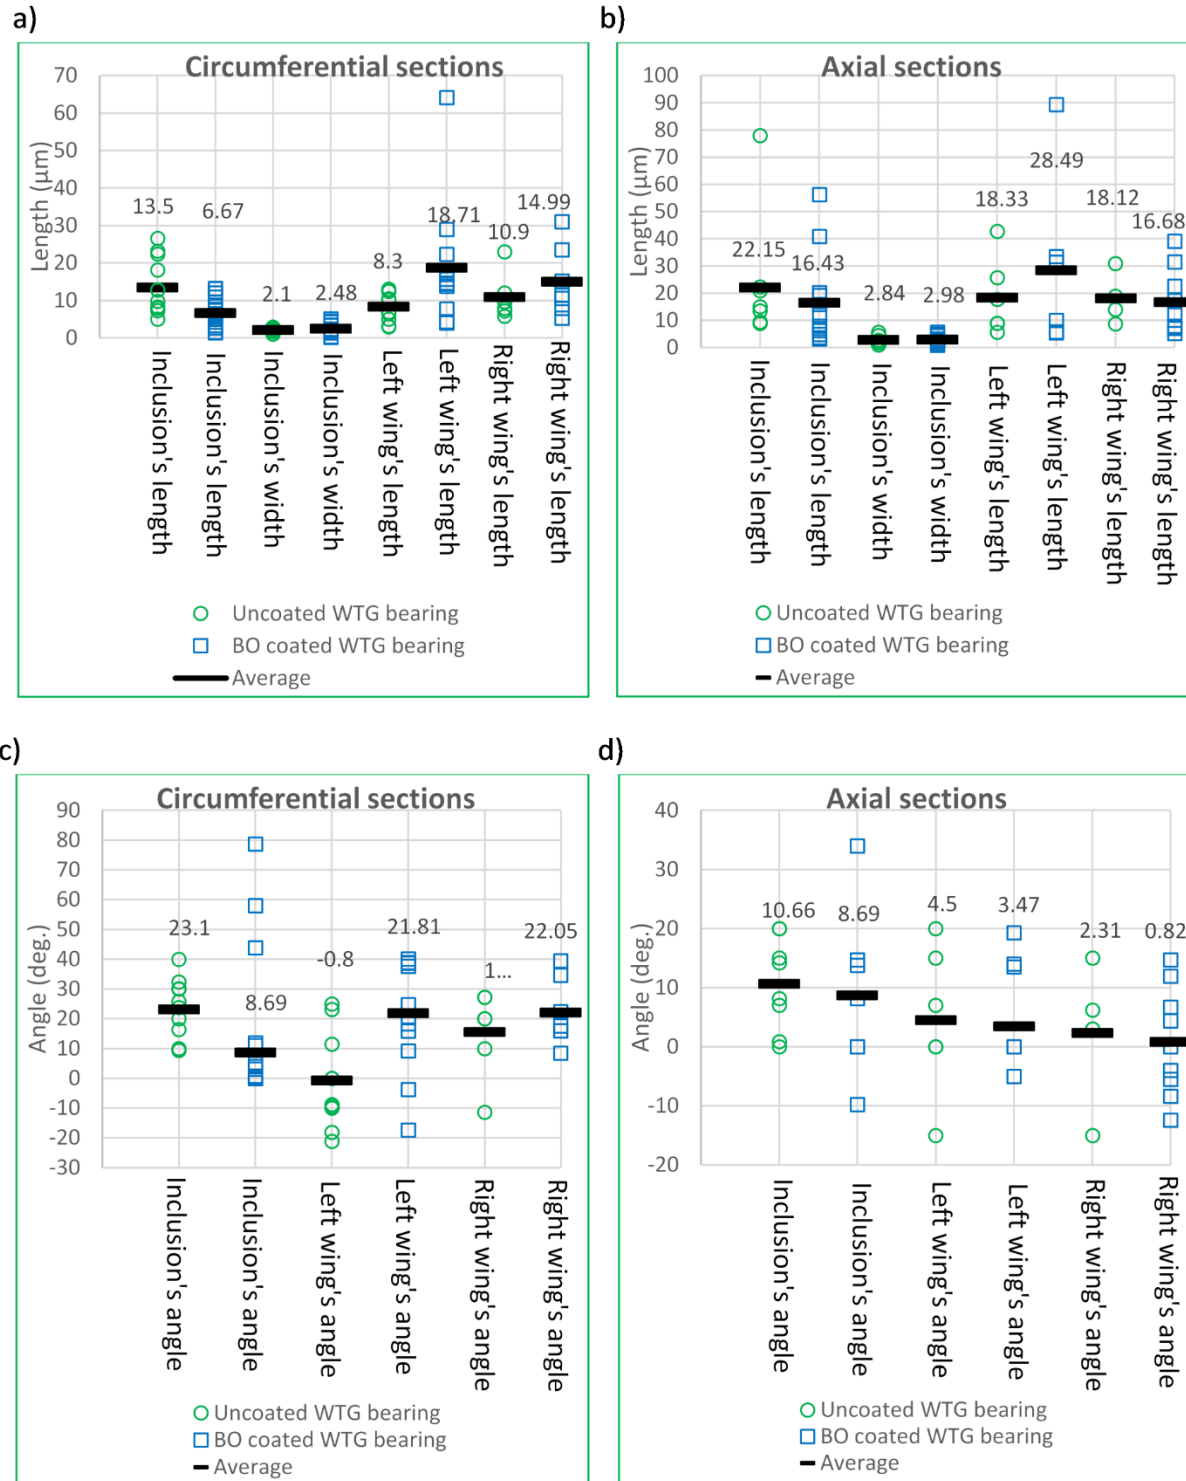 a)
Circumferential sections
Length (µm)
70
60
50
40
30
20
10
0
13.5
6.67
2.1
2.48
8.3
18.71
10.9
14.99
Inclusion's length
Inclusion's length
Inclusion's width
Inclusion's width
Left wing's length
Left wing's length
Right wing's length
Right wing's length
Uncoated WTG bearing
BO coated WTG bearing
Average
b)
Axial sections
Length (µm)
100
90
80
70
60
50
40
30
20
10
0
22.15
16.43
2.84
2.98
18.33
28.49
18.12
16.68
Inclusion's length
Inclusion's length
Inclusion's width
Inclusion's width
Left wing's length
Left wing's length
Right wing's length
Right wing's length
Uncoated WTG bearing
BO coated WTG bearing
Average
c)
Circumferential sections
Angle (deg.)
90
80
70
60
50
40
30
20
10
0
-10
-20
-30
23.1
8.69
-0.8
21.81
1...
22.05
Inclusion's angle
Inclusion's angle
Left wing's angle
Left wing's angle
Right wing's angle
Right wing's angle
Uncoated WTG bearing
BO coated WTG bearing
Average
d)
Axial sections
Angle (deg.)
40
30
20
10
0
-10
-20
10.66
8.69
4.5
3.47
2.31
0.82
Inclusion's angle
Inclusion's angle
Left wing's angle
Left wing's angle
Right wing's angle
Right wing's angle
Uncoated WTG bearing
BO coated WTG bearing
Average